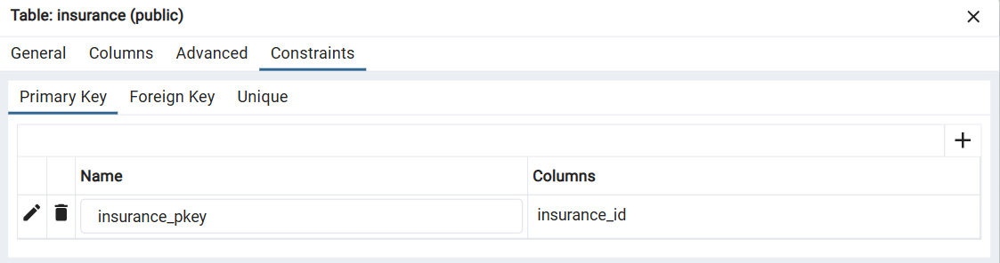 Table: insurance (public)
General Columns Advanced Constraints
Primary Key Foreign Key Unique
Name Columns
insurance_pkey insurance_id